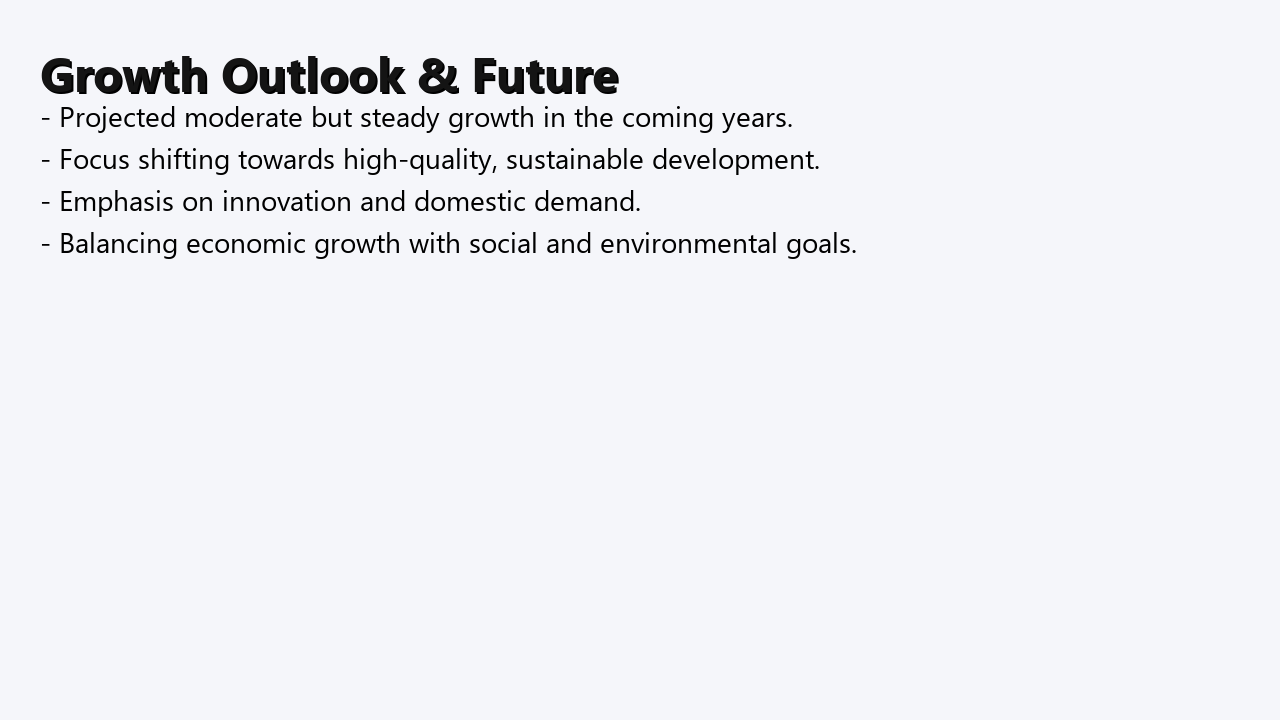 Growth Outlook & Future
- Projected moderate but steady growth in the coming years.
- Focus shifting towards high-quality, sustainable development.
- Emphasis on innovation and domestic demand.
- Balancing economic growth with social and environmental goals.